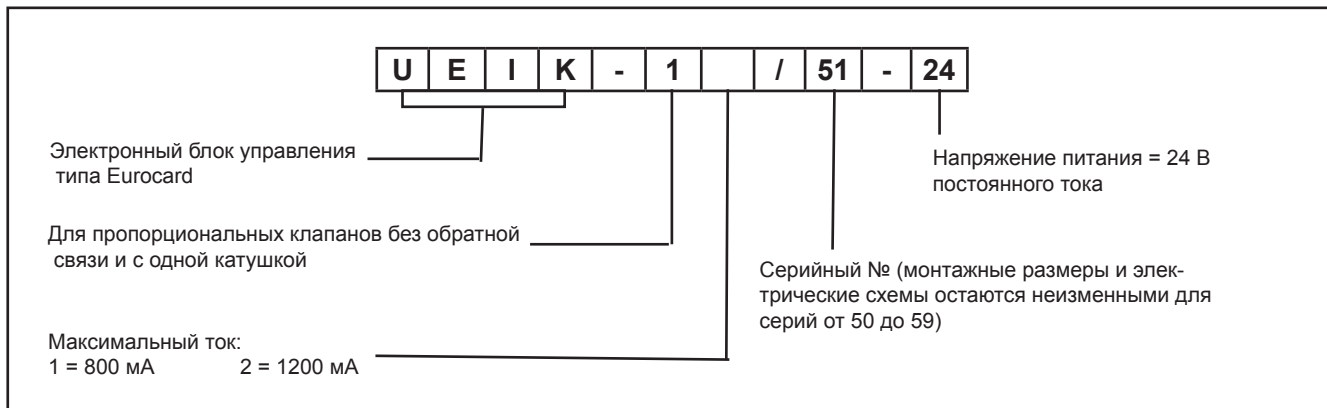 U E I K - 1 / 51 - 24
Электронный блок управления
типа Eurocard
Напряжение питания = 24 В
постоянного тока
Для пропорциональных клапанов без обратной
связи и с одной катушкой
Серийный № (монтажные размеры и элек-
трические схемы остаются неизменными для
серий от 50 до 59)
Максимальный ток:
1 = 800 мА 2 = 1200 мА